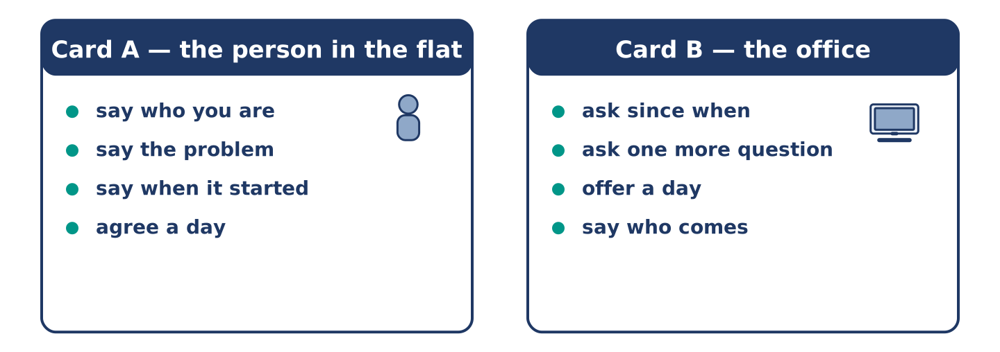 Card A — the person in the flat
say who you are
say the problem
say when it started
agree a day
Card B — the office
ask since when
ask one more question
offer a day
say who comes